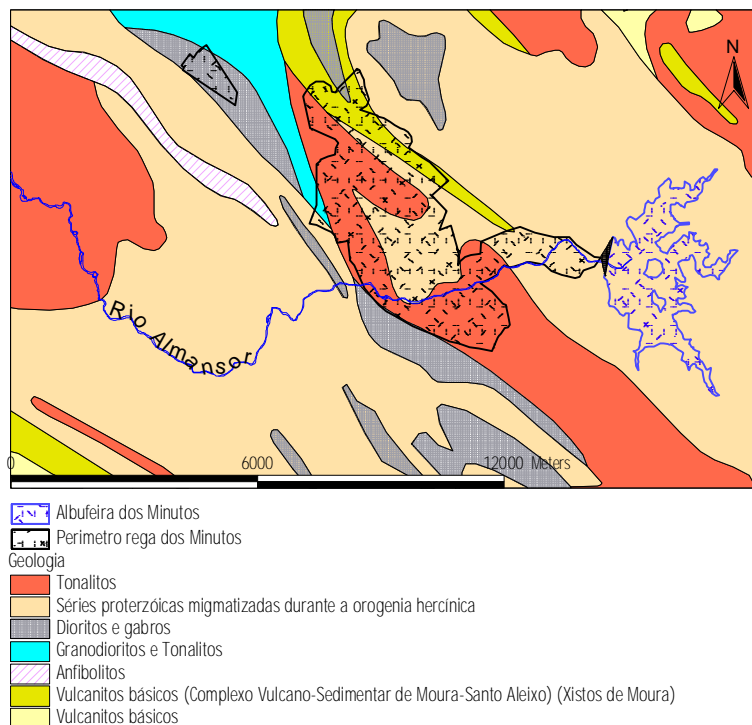 N
Rio Almansor
0 6000 12000 Meters
Albufeira dos Minutos
Perimetro rega dos Minutos
Geologia
Tonalitos
Séries proterzóicas migmatizadas durante a orogenia hercínica
Dioritos e gabros
Granodioritos e Tonalitos
Anfibolitos
Vulcanitos básicos (Complexo Vulcano-Sedimentar de Moura-Santo Aleixo) (Xistos de Moura)
Vulcanitos básicos